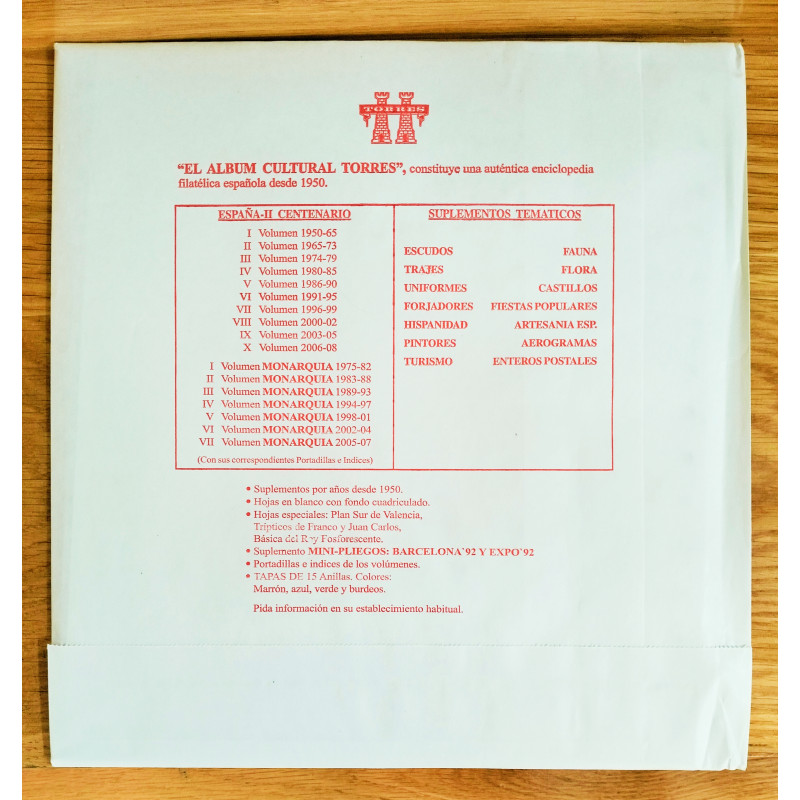 TORRES
“EL ALBUM CULTURAL TORRES”, constituye una auténtica enciclopedia
filatélica española desde 1950.
ESPAÑA-II CENTENARIO
I Volumen 1950-65
II Volumen 1965-73
III Volumen 1974-79
IV Volumen 1980-85
V Volumen 1986-90
VI Volumen 1991-95
VII Volumen 1996-99
VIII Volumen 2000-02
IX Volumen 2003-05
X Volumen 2006-08
I Volumen MONARQUIA 1975-82
II Volumen MONARQUIA 1983-88
III Volumen MONARQUIA 1989-93
IV Volumen MONARQUIA 1994-97
V Volumen MONARQUIA 1998-01
VI Volumen MONARQUIA 2002-04
VII Volumen MONARQUIA 2005-07
(Con sus correspondientes Portadillas e Indices)
SUPLEMENTOS TEMATICOS
ESCUDOS FAUNA
TRAJES FLORA
UNIFORMES CASTILLOS
FORJADORES FIESTAS POPULARES
HISPANIDAD ARTESANIA ESP.
PINTORES AEROGRAMAS
TURISMO ENTEROS POSTALES
• Suplementos por años desde 1950.
• Hojas en blanco con fondo cuadriculado.
• Hojas especiales: Plan Sur de Valencia,
Trípticos de Franco y Juan Carlos,
Básica del Rey Fosforescente.
• Suplemento MINI-PLIEGOS: BARCELONA'92 Y EXPO'92
• Portadillas e indices de los volúmenes.
• TAPAS DE 15 Anillas. Colores:
Marrón, azul, verde y burdeos.
Pida información en su establecimiento habitual.